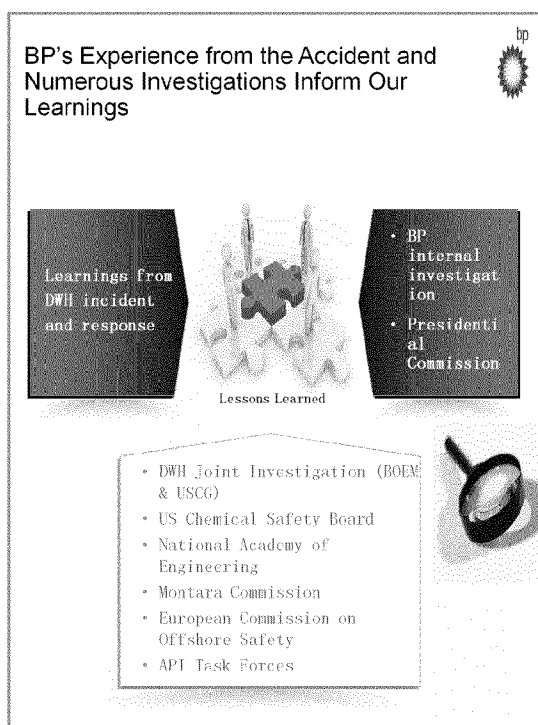 bp
BP's Experience from the Accident and
Numerous Investigations Inform Our
Learnings
Learnings from
DWH incident
and response
• BP
internal
investigat
ion
• Presidenti
al
Commission
Lessons Learned
• DWH Joint Investigation (BOEM
& USCG)
• US Chemical Safety Board
• National Academy of
Engineering
• Montara Commission
• European Commission on
Offshore Safety
• API Task Forces